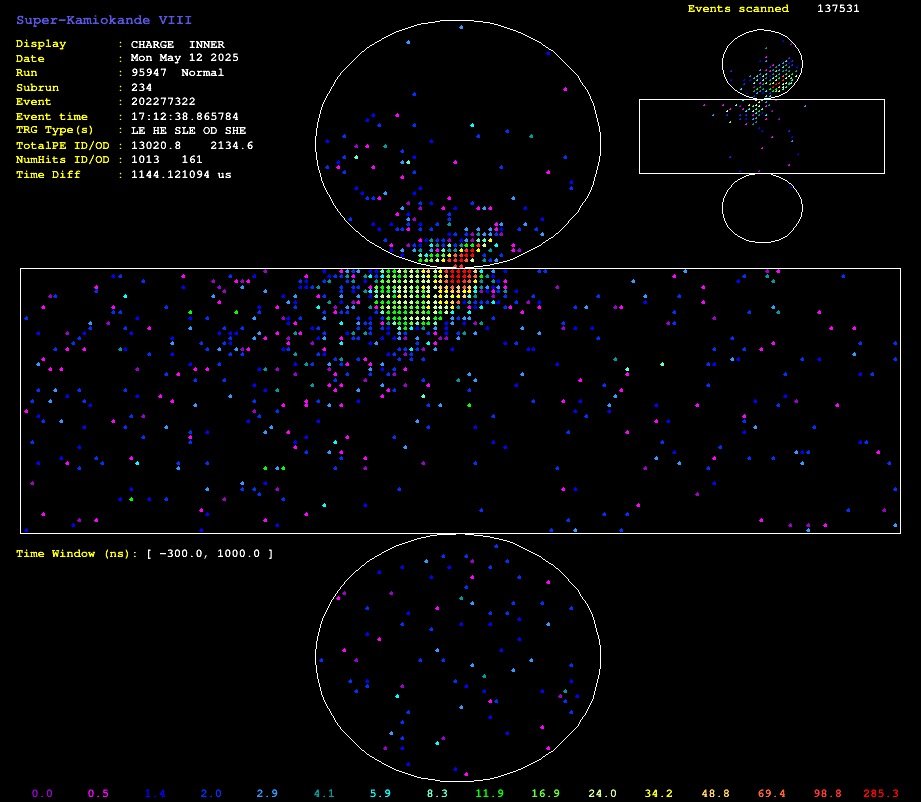 Events scanned 137531
Super-Kamiokande VIII
Display : CHARGE INNER
Date : Mon May 12 2025
Run : 95947 Normal
Subrun : 234
Event : 202277322
Event time : 17:12:38.865784
TRG Type(s) : LE HE SLE OD SHE
TotalPE ID/OD : 13020.8 2134.6
NumHits ID/OD : 1013 161
Time Diff : 1144.121094 us
Time Window (ns): [ −300.0, 1000.0 ]
0.0 0.5 1.4 2.0 2.9 4.1 5.9 8.3 11.9 16.9 24.0 34.2 48.8 69.4 98.8 285.3